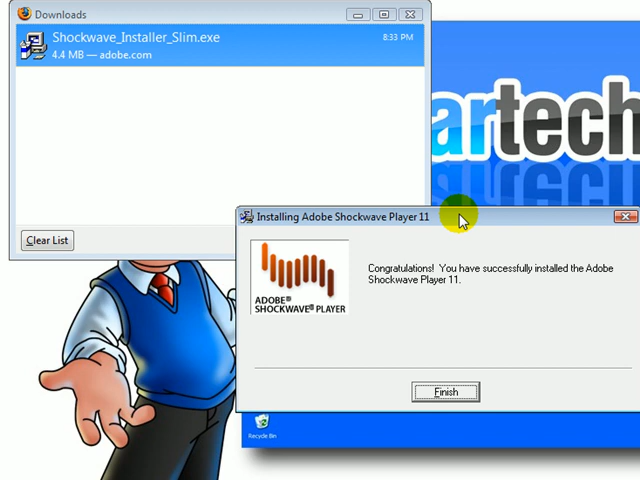 Downloads
Shockwave_Installer_Slim.exe
8:33 PM
4.4 MB — adobe.com
artech
Clear List
Installing Adobe Shockwave Player 11
Congratulations! You have successfully installed the Adobe
Shockwave Player 11.
ADOBE®
SHOCKWAVE® PLAYER
Finish
Recycle Bin